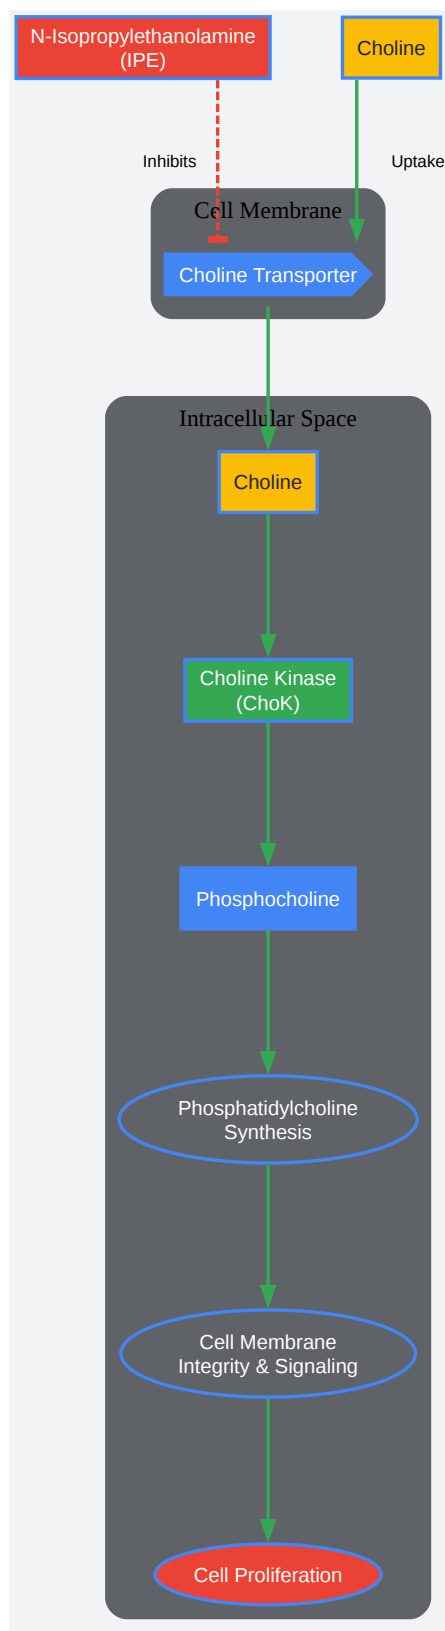 N-Isopropylethanolamine
(IPE)
Choline
Inhibits
Uptake
Cell Membrane
Choline Transporter
Intracellular Space
Choline
Choline Kinase
(ChoK)
Phosphocholine
Phosphatidylcholine
Synthesis
Cell Membrane
Integrity & Signaling
Cell Proliferation